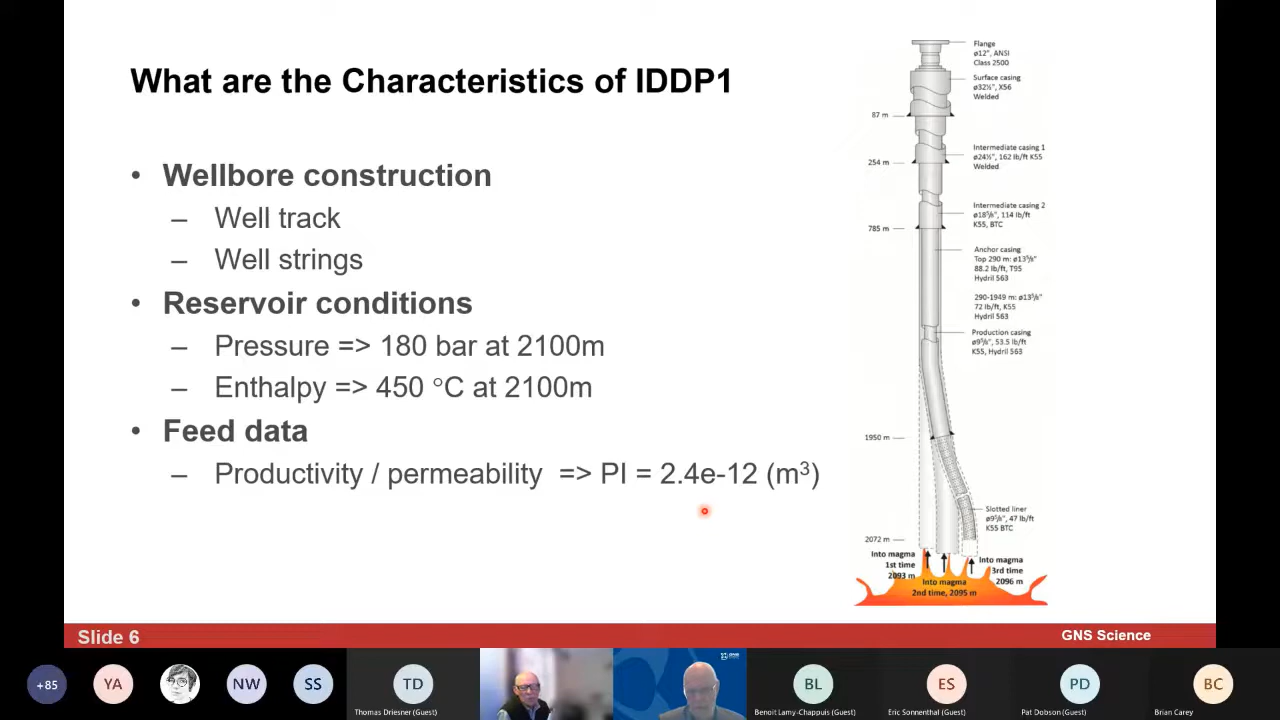 What are the Characteristics of IDDP1
• Wellbore construction
– Well track
– Well strings
• Reservoir conditions
– Pressure => 180 bar at 2100m
– Enthalpy => 450 °C at 2100m
• Feed data
– Productivity / permeability => PI = 2.4e-12 (m³)
Flange
ø12", ANSI
Class 2500
Surface casing
ø32½", X56
Welded
87 m
Intermediate casing 1
ø24½", 162 lb/ft K55
Welded
254 m
Intermediate casing 2
ø18⅝", 114 lb/ft
K55, BTC
785 m
Anchor casing
Top 290 m: ø13⅝"
88.2 lb/ft, T95
Hydril 563
290-1949 m: ø13⅜"
72 lb/ft, K55
Hydril 563
Production casing
ø9⅝", 53.5 lb/ft
K55, Hydril 563
1950 m
Slotted liner
ø9⅝", 47 lb/ft
K55 BTC
2072 m
Into magma
1st time
2093 m
Into magma
2nd time, 2095 m
Into magma
3rd time
2096 m
Slide 6
GNS Science
+85
YA
NW
SS
TD
Thomas Driesner (Guest)
BL
Benoit Lamy-Chappuis (Guest)
ES
Eric Sonnenthal (Guest)
PD
Pat Dobson (Guest)
BC
Brian Carey